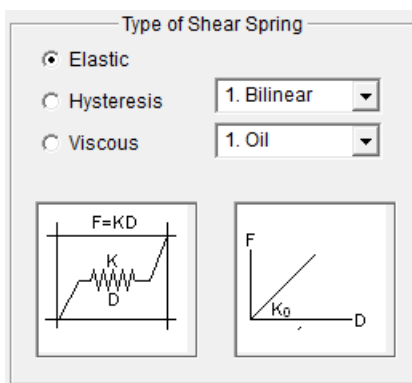 Type of Shear Spring
Elastic
Hysteresis 1. Bilinear
Viscous 1. Oil
F=KD
K
D
F
K0
D